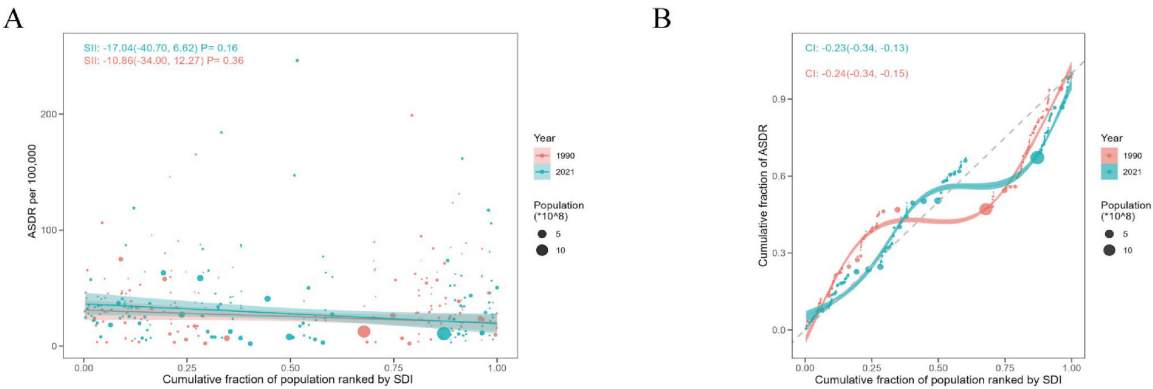 A
SII: -17.04(-40.70, 6.62) P= 0.16
SII: -10.86(-34.00, 12.27) P= 0.36
200
100
0
ASDR per 100,000
0.00 0.25 0.50 0.75 1.00
Cumulative fraction of population ranked by SDI
Year
1990
2021
Population
(*10^8)
5
10
B
CI: -0.23(-0.34, -0.13)
CI: -0.24(-0.34, -0.15)
0.9
0.6
0.3
0.0
Cumulative fraction of ASDR
0.00 0.25 0.50 0.75 1.00
Cumulative fraction of population ranked by SDI
Year
1990
2021
Population
(*10^8)
5
10